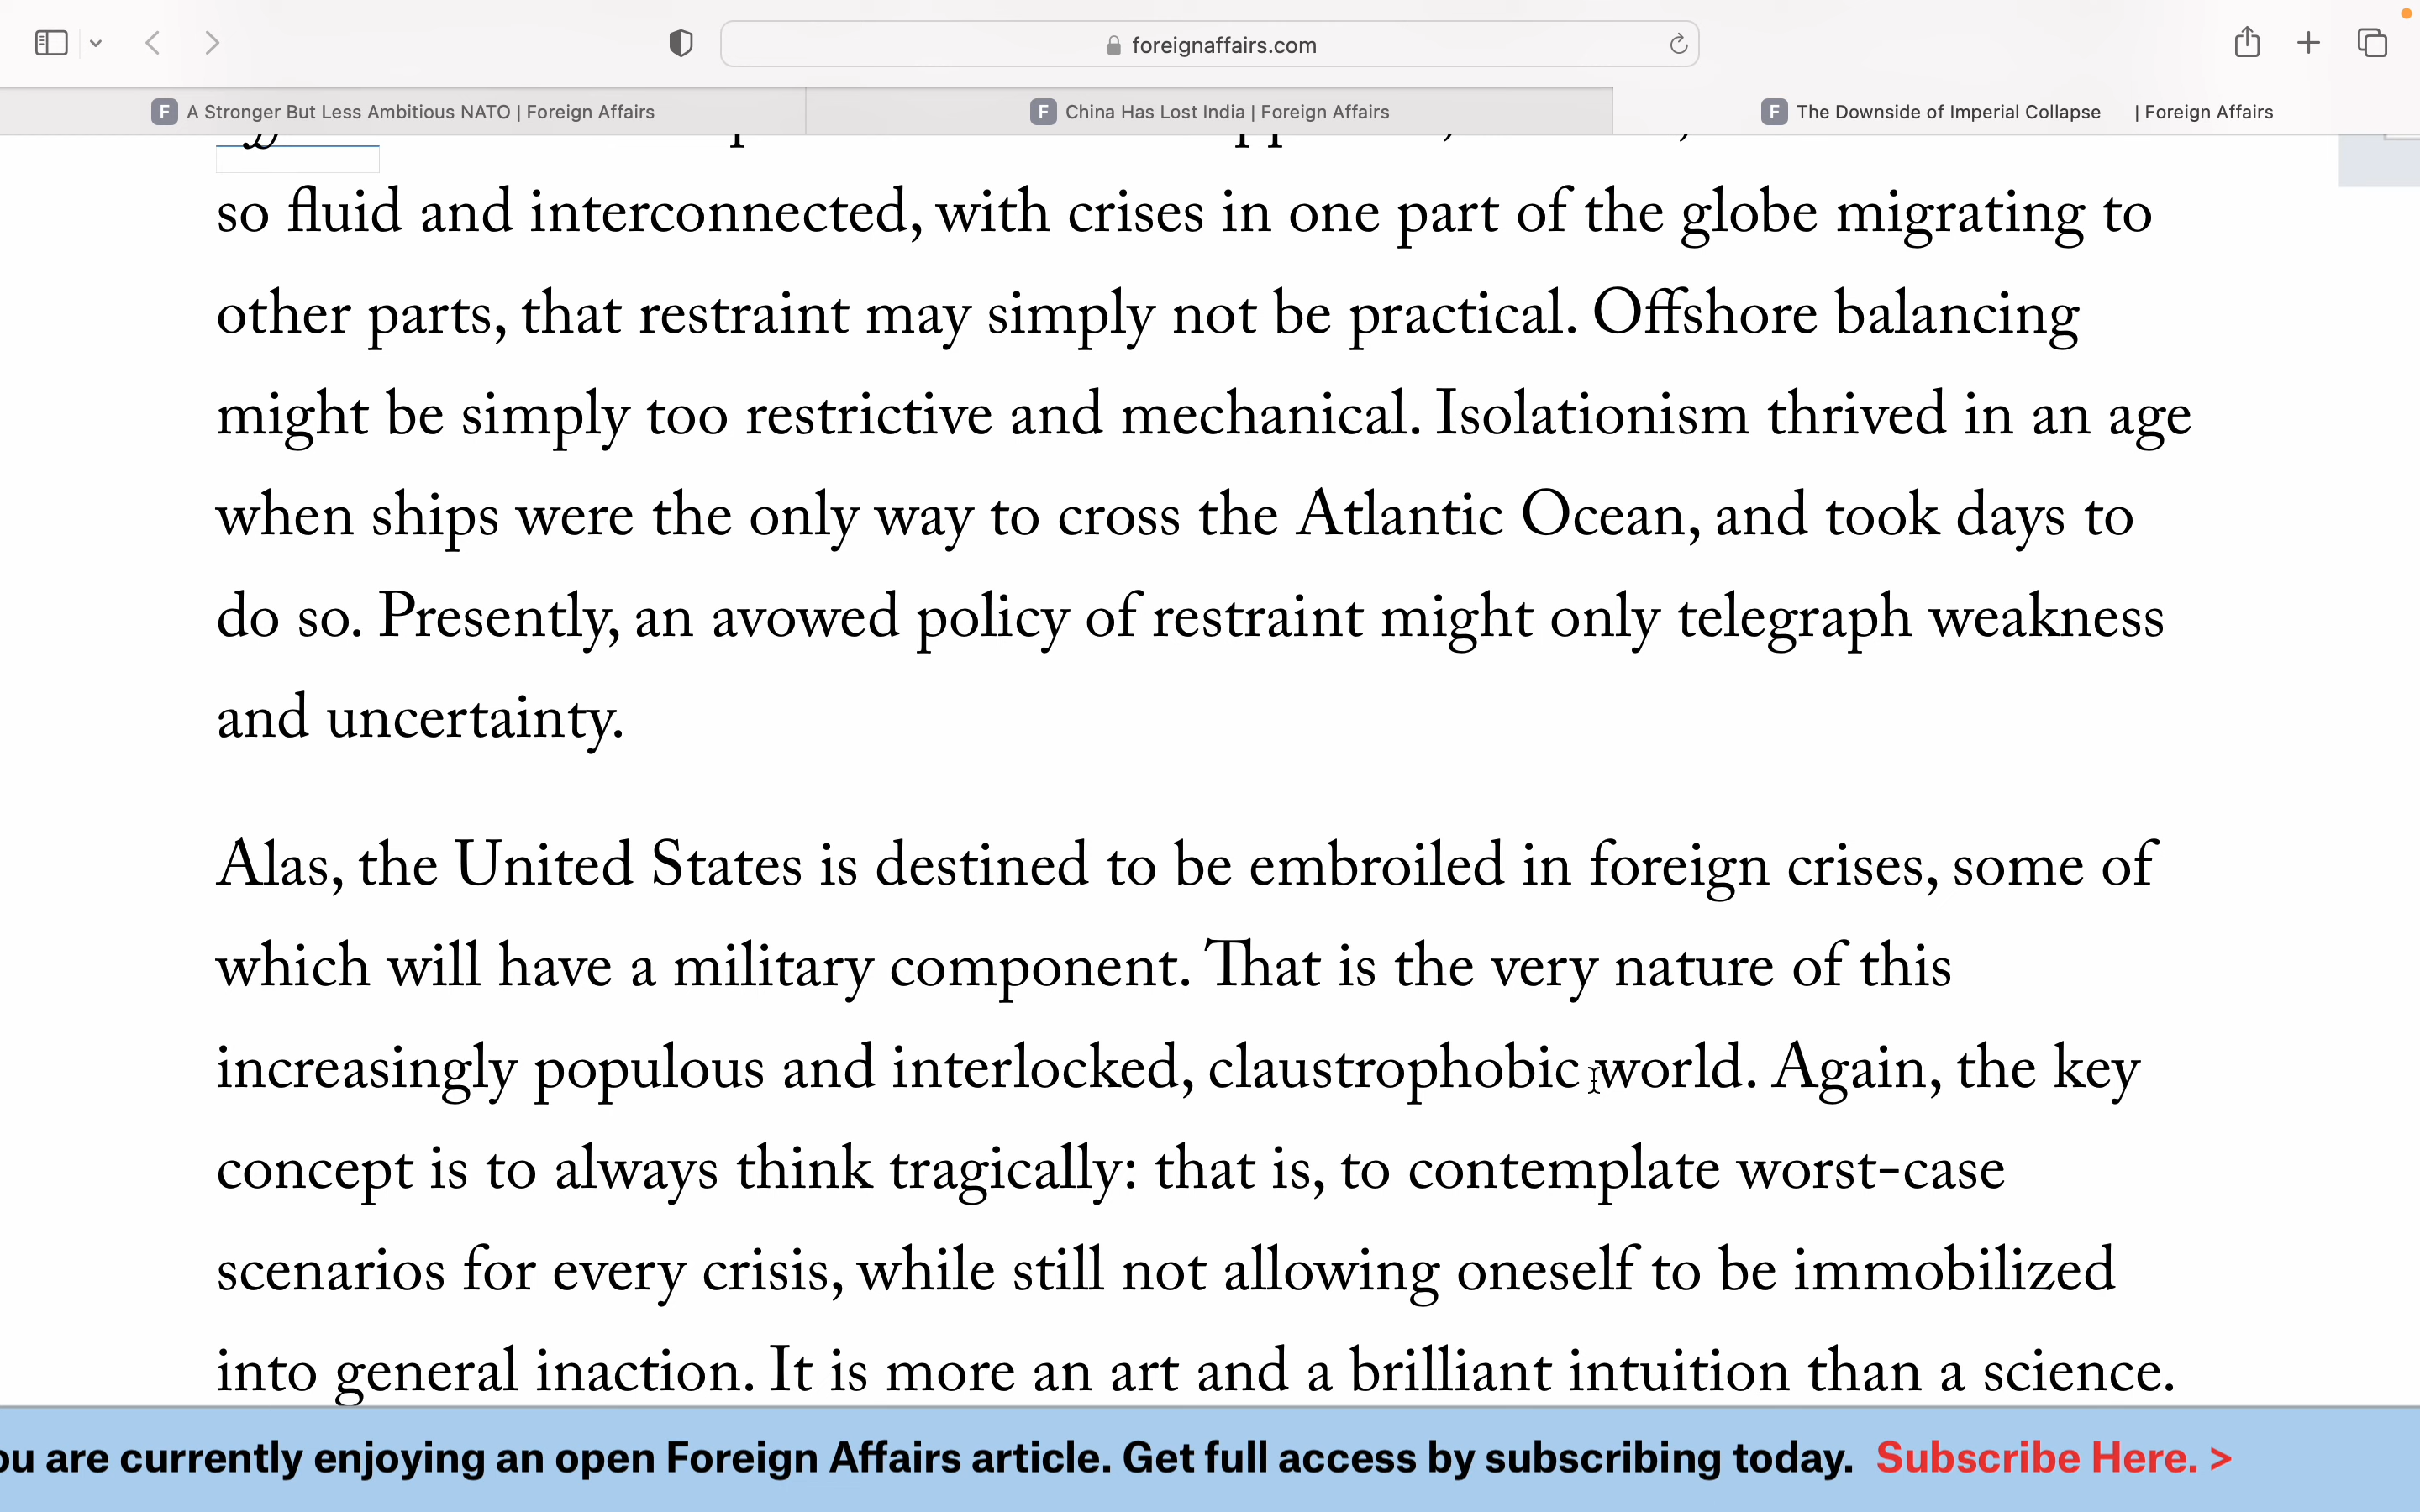 foreignaffairs.com
F A Stronger But Less Ambitious NATO | Foreign Affairs
F China Has Lost India | Foreign Affairs
F The Downside of Imperial Collapse | Foreign Affairs
so fluid and interconnected, with crises in one part of the globe migrating to
other parts, that restraint may simply not be practical. Offshore balancing
might be simply too restrictive and mechanical. Isolationism thrived in an age
when ships were the only way to cross the Atlantic Ocean, and took days to
do so. Presently, an avowed policy of restraint might only telegraph weakness
and uncertainty.
Alas, the United States is destined to be embroiled in foreign crises, some of
which will have a military component. That is the very nature of this
increasingly populous and interlocked, claustrophobic world. Again, the key
concept is to always think tragically: that is, to contemplate worst-case
scenarios for every crisis, while still not allowing oneself to be immobilized
into general inaction. It is more an art and a brilliant intuition than a science.
ou are currently enjoying an open Foreign Affairs article. Get full access by subscribing today. Subscribe Here. >